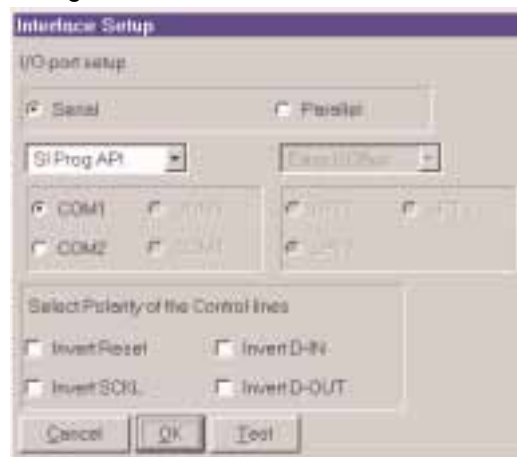 Interface Setup
I/O port setup
Serial Parallel
SI Prog API
COM1
COM2
Select Polarity of the Control lines
Invert Reset Invert D-IN
Invert SCKL Invert D-OUT
Cancel OK Test